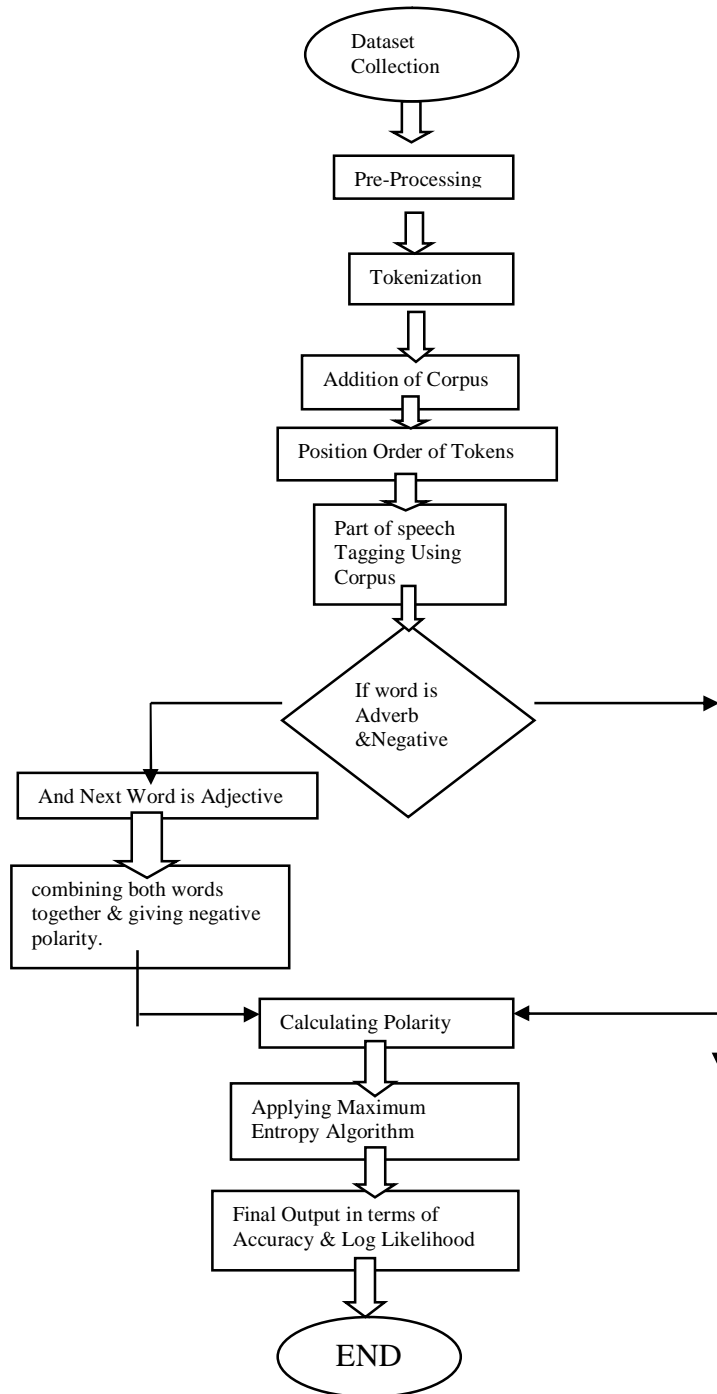 Dataset
Collection
Pre-Processing
Tokenization
Addition of Corpus
Position Order of Tokens
Part of speech
Tagging Using
Corpus
If word is
Adverb
&Negative
And Next Word is Adjective
combining both words
together & giving negative
polarity.
Calculating Polarity
Applying Maximum
Entropy Algorithm
Final Output in terms of
Accuracy & Log Likelihood
END